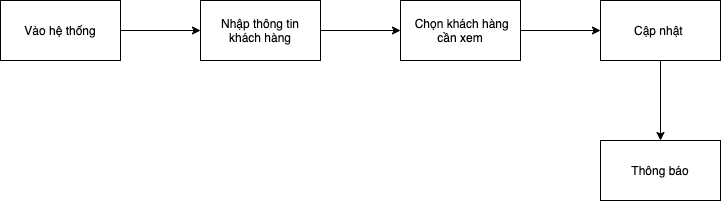 Vào hệ thống
Nhập thông tin
khách hàng
Chọn khách hàng
cần xem
Cập nhật
Thông báo